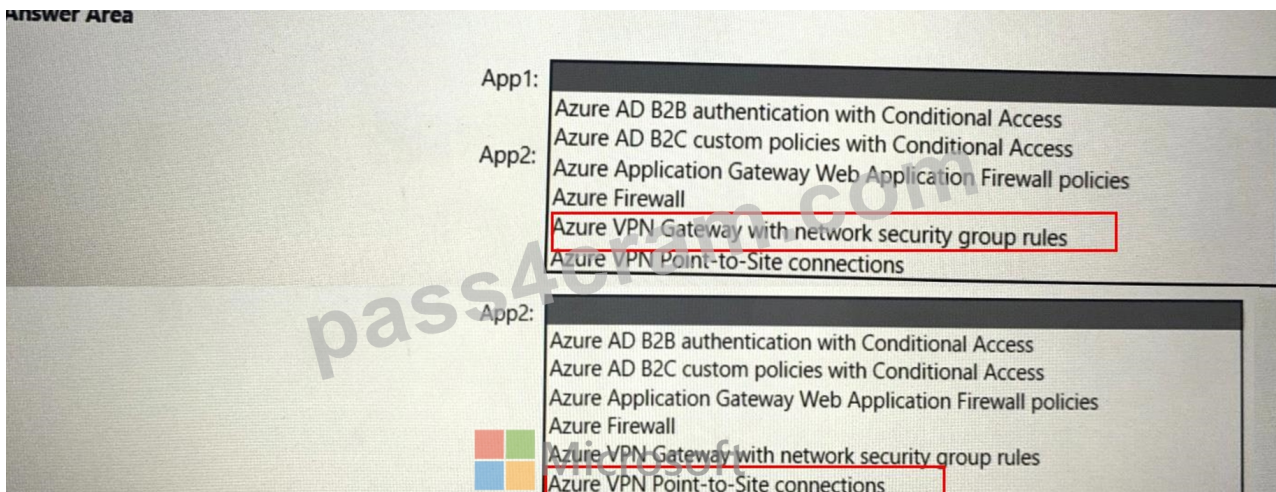 Answer Area
App1:
Azure AD B2B authentication with Conditional Access
Azure AD B2C custom policies with Conditional Access
App2:
Azure Application Gateway Web Application Firewall policies
Azure Firewall
Azure VPN Gateway with network security group rules
Azure VPN Point-to-Site connections
pass4cram.com
App2:
Azure AD B2B authentication with Conditional Access
Azure AD B2C custom policies with Conditional Access
Azure Application Gateway Web Application Firewall policies
Azure Firewall
Microsoft
Azure VPN Gateway with network security group rules
Azure VPN Point-to-Site connections